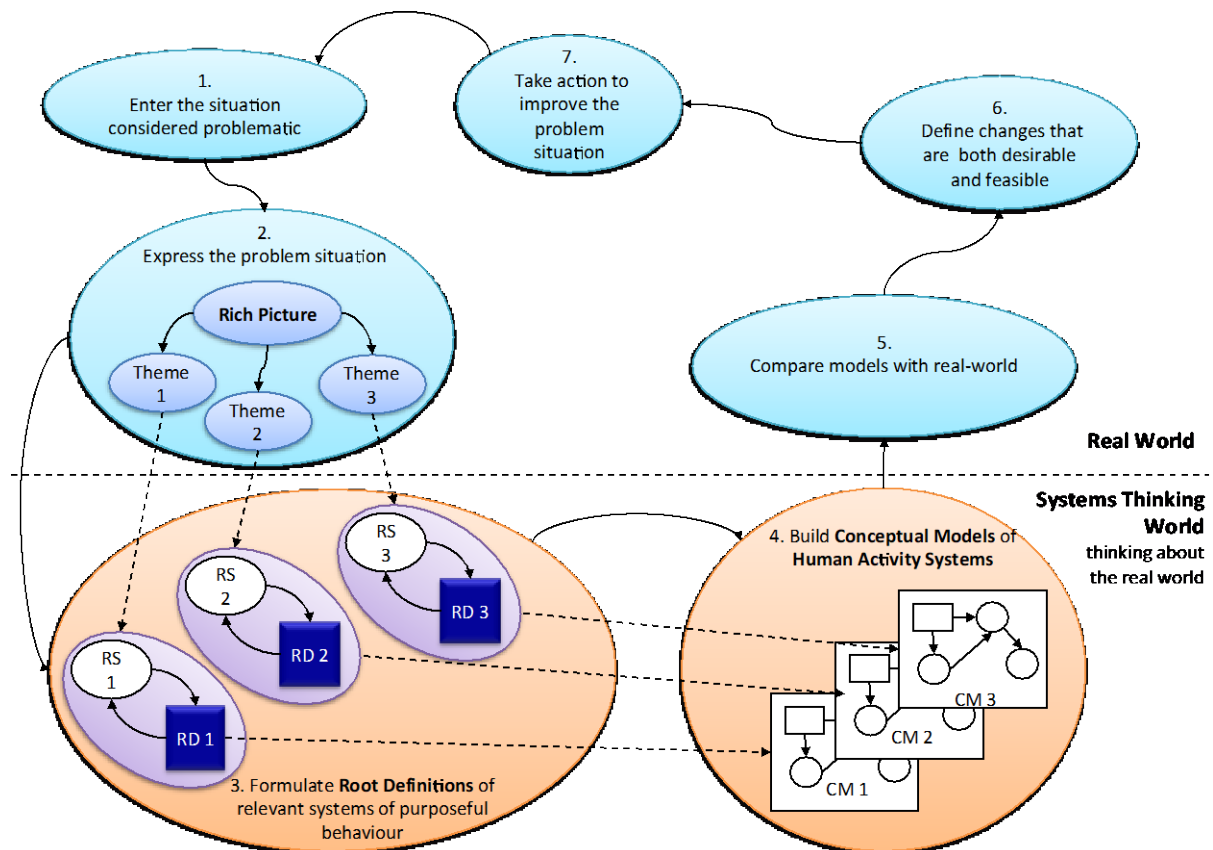 1.
Enter the situation
considered problematic
7.
Take action to
improve the
problem
situation
6.
Define changes that
are both desirable
and feasible
2.
Express the problem situation
Rich Picture
Theme
1
Theme
2
Theme
3
5.
Compare models with real-world
Real World
Systems Thinking
World
thinking about
the real world
RS
1
RD 1
RS
2
RD 2
RS
3
RD 3
3. Formulate Root Definitions of
relevant systems of purposeful
behaviour
4. Build Conceptual Models of
Human Activity Systems
CM 3
CM 2
CM 1